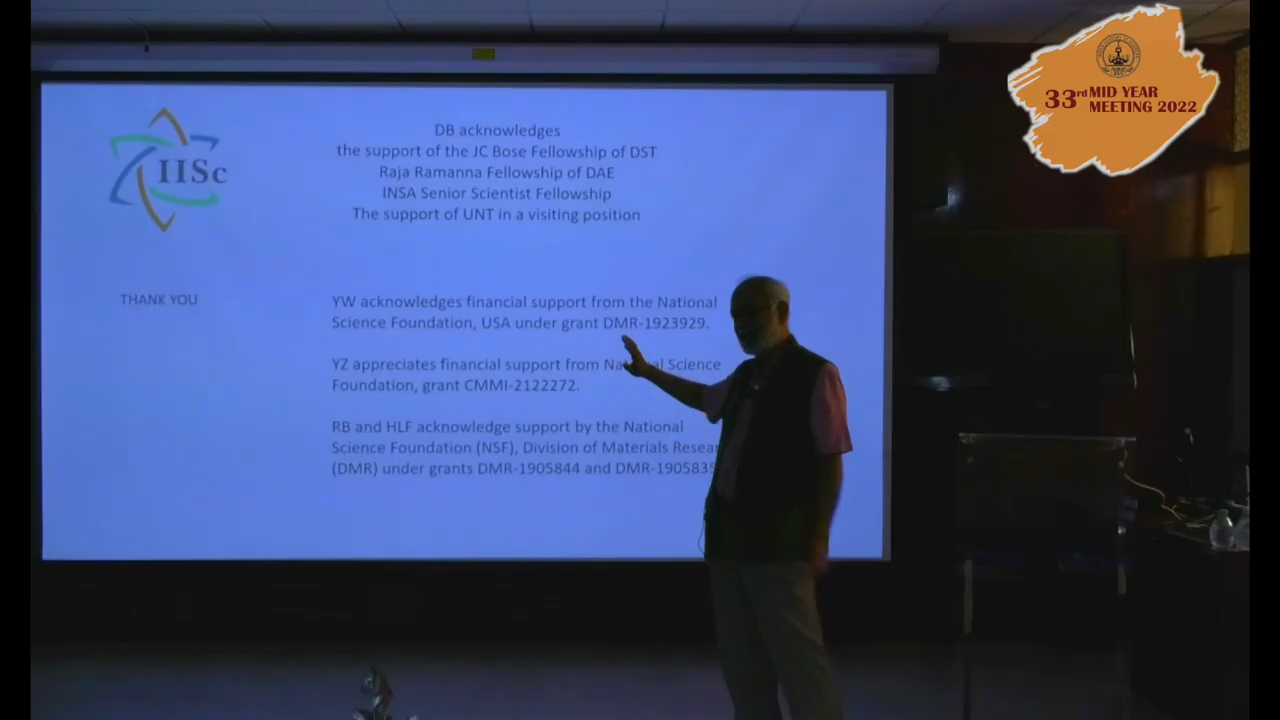 IISc
DB acknowledges
the support of the JC Bose Fellowship of DST
Raja Ramanna Fellowship of DAE
INSA Senior Scientist Fellowship
The support of UNT in a visiting position
THANK YOU
YW acknowledges financial support from the National
Science Foundation, USA under grant DMR-1923929.
YZ appreciates financial support from Science
Foundation, grant CMMI-2122272.
RB and HLF acknowledge support by the National
Science Foundation (NSF), Division of Materials
(DMR) under grants DMR-1905844 and
33rd MID YEAR
MEETING 2022